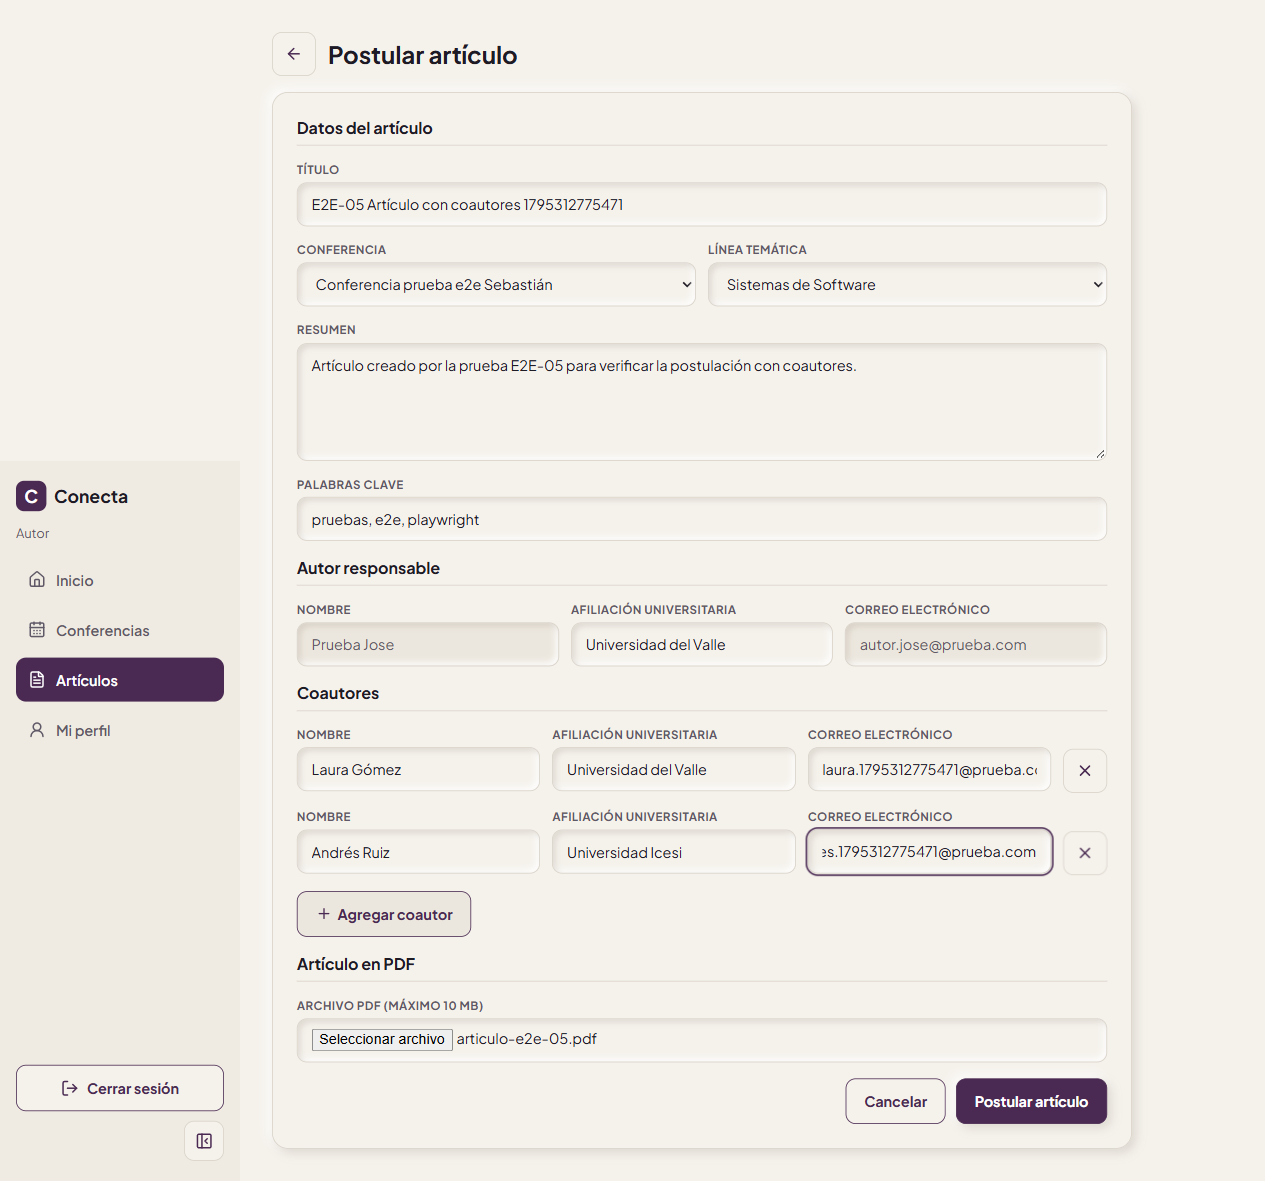 Postular artículo
Datos del artículo
TÍTULO
E2E-05 Artículo con coautores 1795312775471
CONFERENCIA
LÍNEA TEMÁTICA
Conferencia prueba e2e Sebastián
Sistemas de Software
RESUMEN
Artículo creado por la prueba E2E-05 para verificar la postulación con coautores.
PALABRAS CLAVE
pruebas, e2e, playwright
Autor responsable
NOMBRE
AFILIACIÓN UNIVERSITARIA
CORREO ELECTRÓNICO
Prueba Jose
Universidad del Valle
autor.jose@prueba.com
Coautores
NOMBRE
AFILIACIÓN UNIVERSITARIA
CORREO ELECTRÓNICO
Laura Gómez
Universidad del Valle
laura.1795312775471@prueba.co
NOMBRE
AFILIACIÓN UNIVERSITARIA
CORREO ELECTRÓNICO
Andrés Ruiz
Universidad Icesi
es.1795312775471@prueba.com
Agregar coautor
Artículo en PDF
ARCHIVO PDF (MÁXIMO 10 MB)
Seleccionar archivo articulo-e2e-05.pdf
Cancelar
Postular artículo
C Conecta
Autor
Inicio
Conferencias
Artículos
Mi perfil
Cerrar sesión